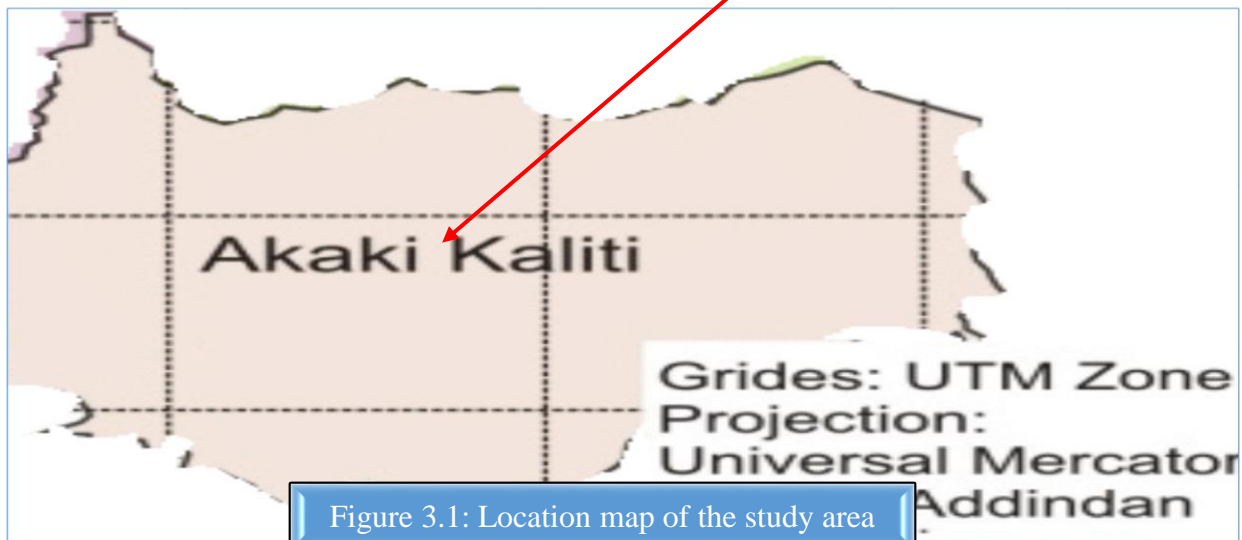 Akaki Kaliti
Grides: UTM Zone
Projection:
Universal Mercator
Addindan
Figure 3.1: Location map of the study area